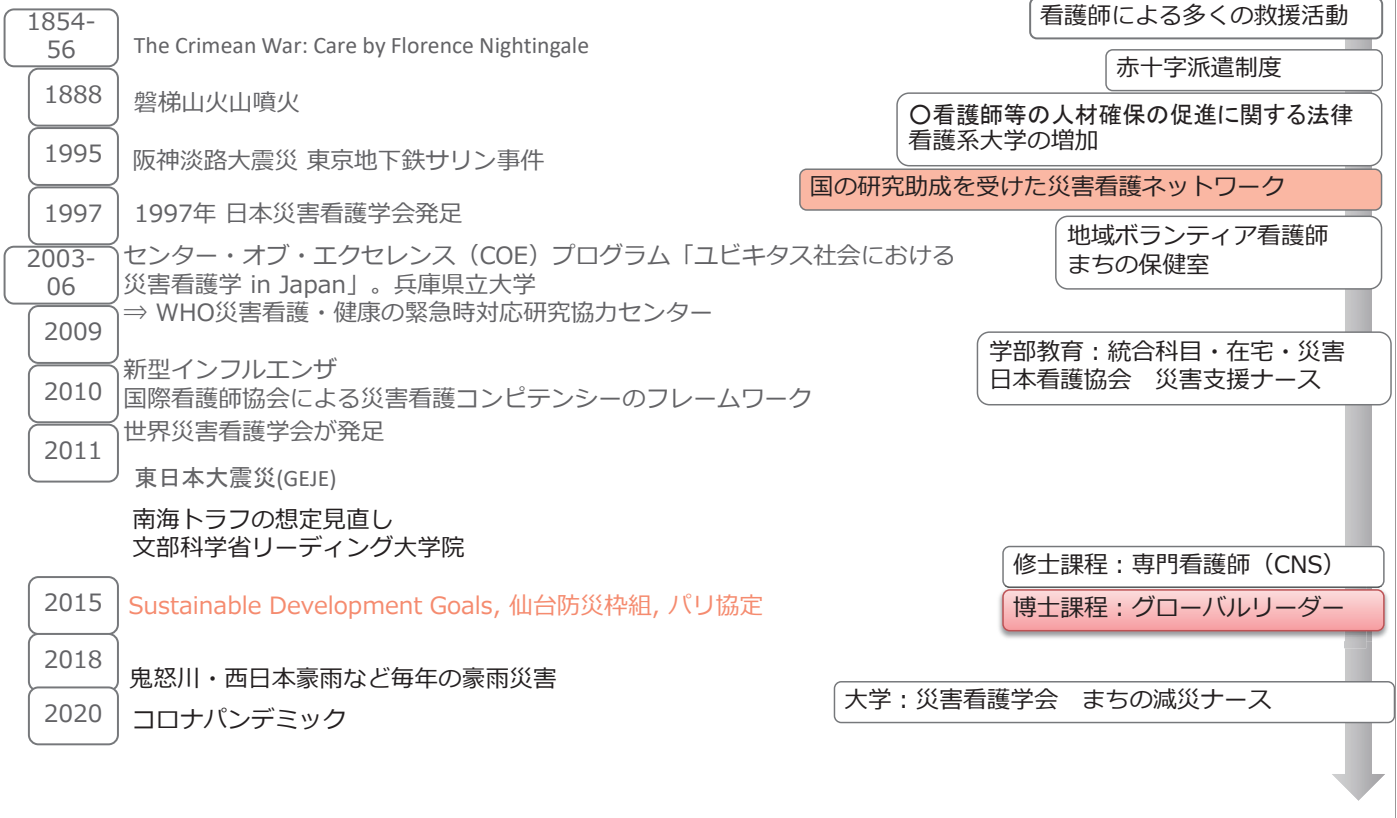 1854-
56
The Crimean War: Care by Florence Nightingale
1888
磐梯山火山噴火
1995
阪神淡路大震災 東京地下鉄サリン事件
1997
1997年 日本災害看護学会発足
2003-
06
センター・オブ・エクセレンス（COE）プログラム「ユビキタス社会における
災害看護学 in Japan」。兵庫県立大学
⇒ WHO災害看護・健康の緊急時対応研究協力センター
2009
新型インフルエンザ
2010
国際看護師協会による災害看護コンピテンシーのフレームワーク
世界災害看護学会が発足
2011
東日本大震災(GEJE)
南海トラフの想定見直し
文部科学省リーディング大学院
2015
Sustainable Development Goals, 仙台防災枠組, パリ協定
2018
鬼怒川・西日本豪雨など毎年の豪雨災害
2020
コロナパンデミック
看護師による多くの救援活動
赤十字派遣制度
〇看護師等の人材確保の促進に関する法律
看護系大学の増加
国の研究助成を受けた災害看護ネットワーク
地域ボランティア看護師
まちの保健室
学部教育：統合科目・在宅・災害
日本看護協会　災害支援ナース
修士課程：専門看護師（CNS）
博士課程：グローバルリーダー
大学：災害看護学会　まちの減災ナース